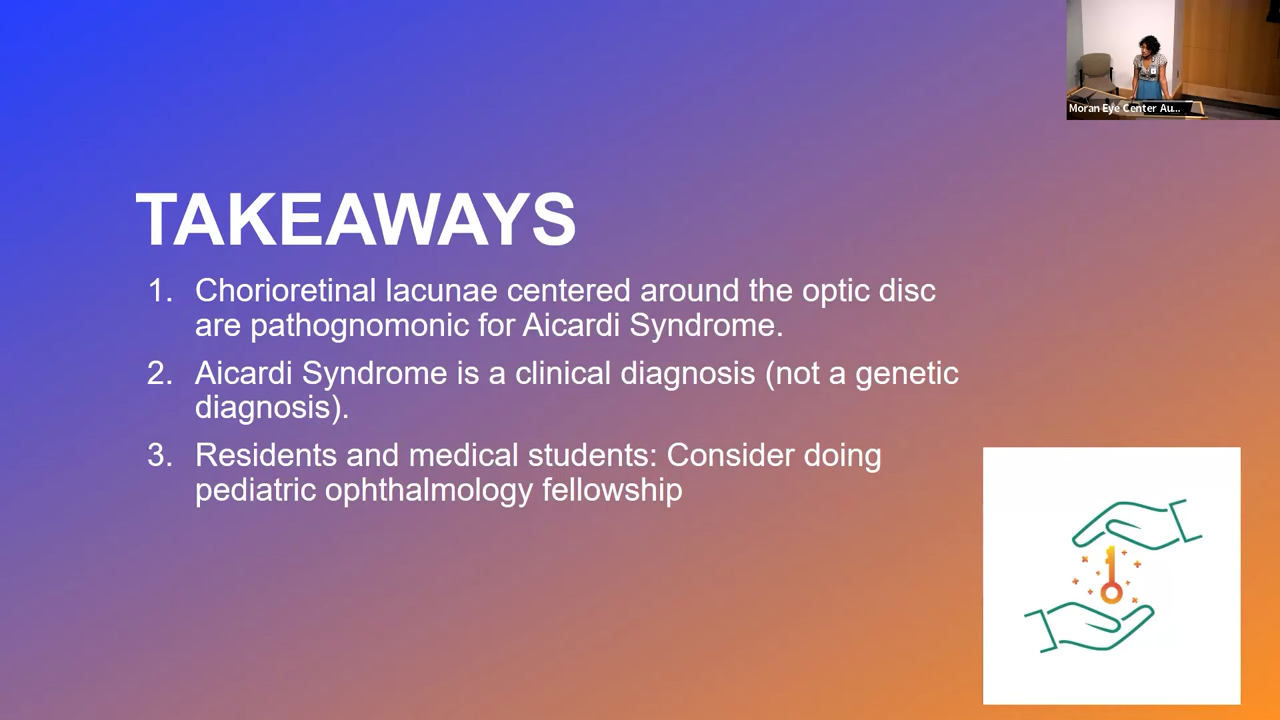 Moran Eye Center Au...
TAKEAWAYS
1. Chorioretinal lacunae centered around the optic disc
are pathognomonic for Aicardi Syndrome.
2. Aicardi Syndrome is a clinical diagnosis (not a genetic
diagnosis).
3. Residents and medical students: Consider doing
pediatric ophthalmology fellowship